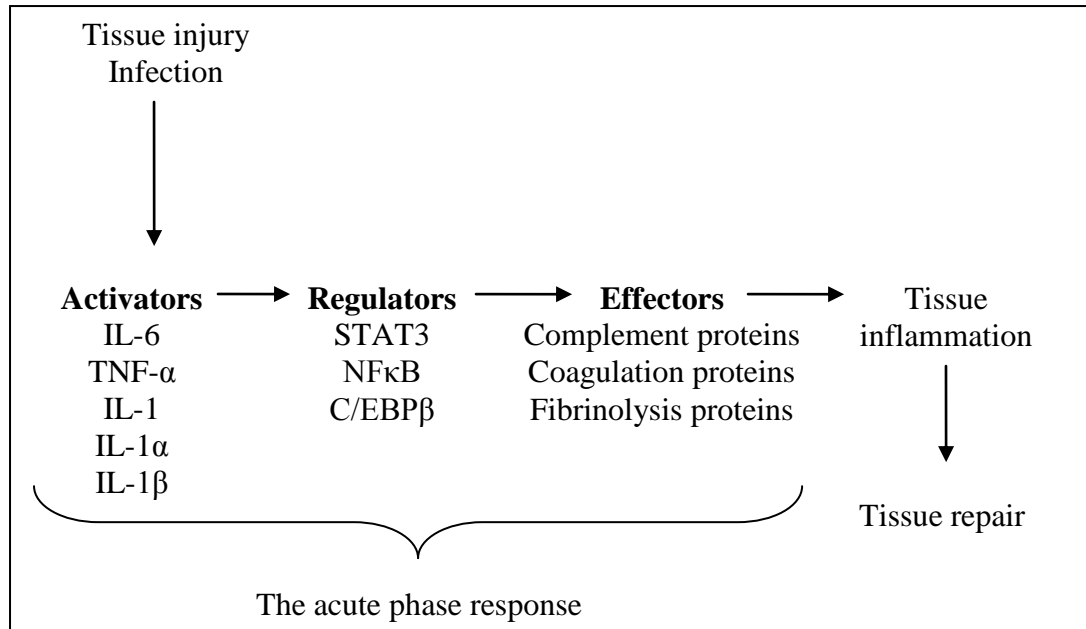 Tissue injury
Infection
Activators
IL-6
TNF-α
IL-1
IL-1α
IL-1β
Regulators
STAT3
NFκB
C/EBPβ
Effectors
Complement proteins
Coagulation proteins
Fibrinolysis proteins
Tissue
inflammation
Tissue repair
The acute phase response